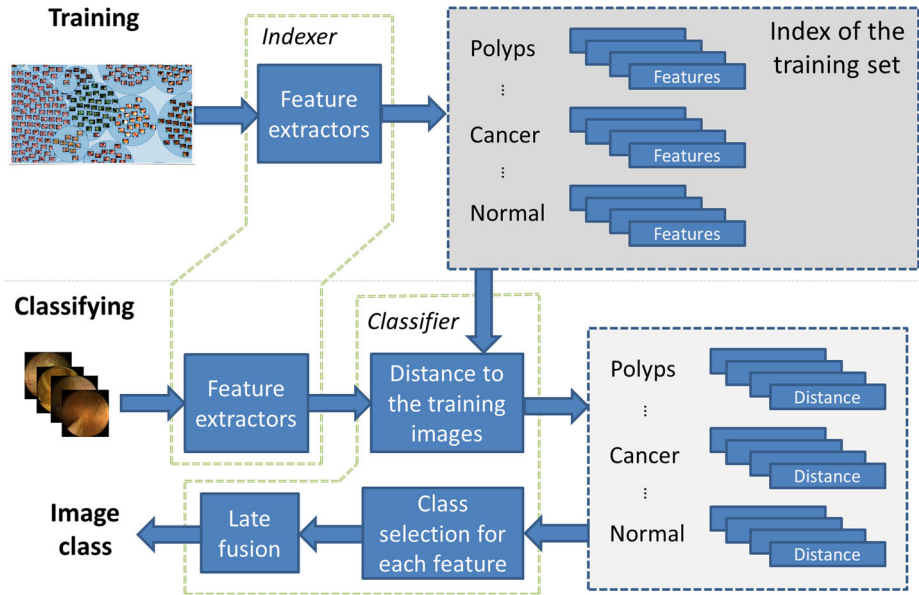 Training
Indexer
Feature
extractors
Index of the
training set
Polyps
Features
...
Cancer
Features
...
Normal
Features
Classifying
Classifier
Feature
extractors
Distance to
the training
images
Polyps
Distance
...
Cancer
Distance
...
Normal
Distance
Class
selection for
each feature
Late
fusion
Image
class